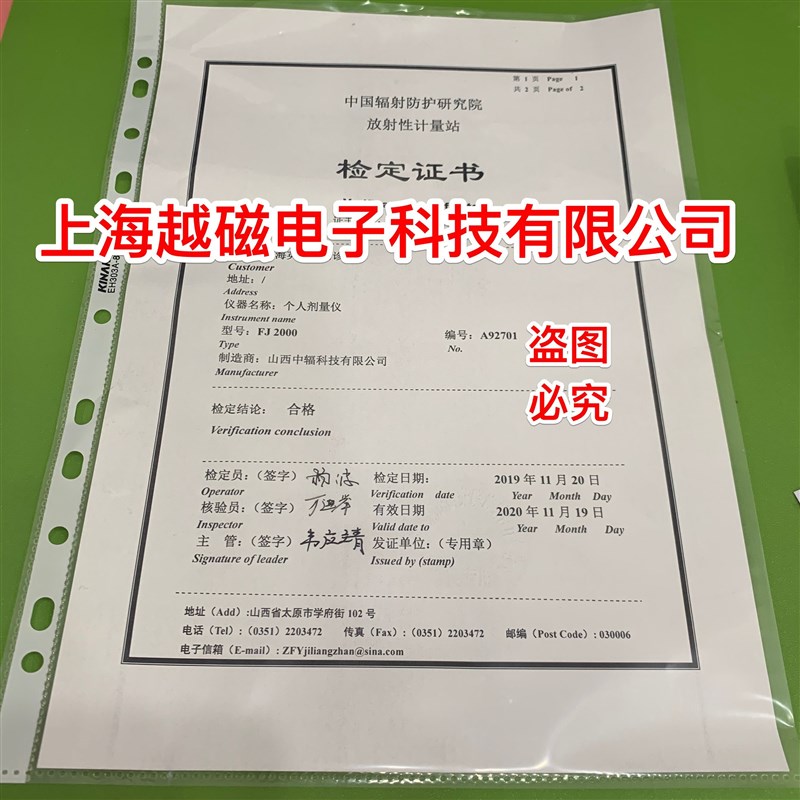 第 1 页 Page 1
共 2 页 Page of 2
中国辐射防护研究院
放射性计量站
检定证书
上海越磁电子科技有限公司
Customer
地址： /
Address
仪器名称：个人剂量仪
Instrument name
型号：FJ 2000 编号：A92701
Type No.
制造商：山西中辐科技有限公司
Manufacturer
盗图
必究
检定结论： 合格
Verification conclusion
检定员：（签字） 检定日期： 2019 年 11 月 20 日
Operator Verification date Year Month Day
核验员：（签字） 有效日期 2020 年 11 月 19 日
Inspector Valid date to Year Month Day
主 管：（签字） 发证单位：（专用章）
Signature of leader Issued by (stamp)
地址（Add）:山西省太原市学府街 102 号
电话（Tel）:（0351）2203472 传真（Fax）:（0351）2203472 邮编（Post Code）: 030006
电子信箱（E-mail）: ZFYjiliangzhan@sina.com
EH303A-8